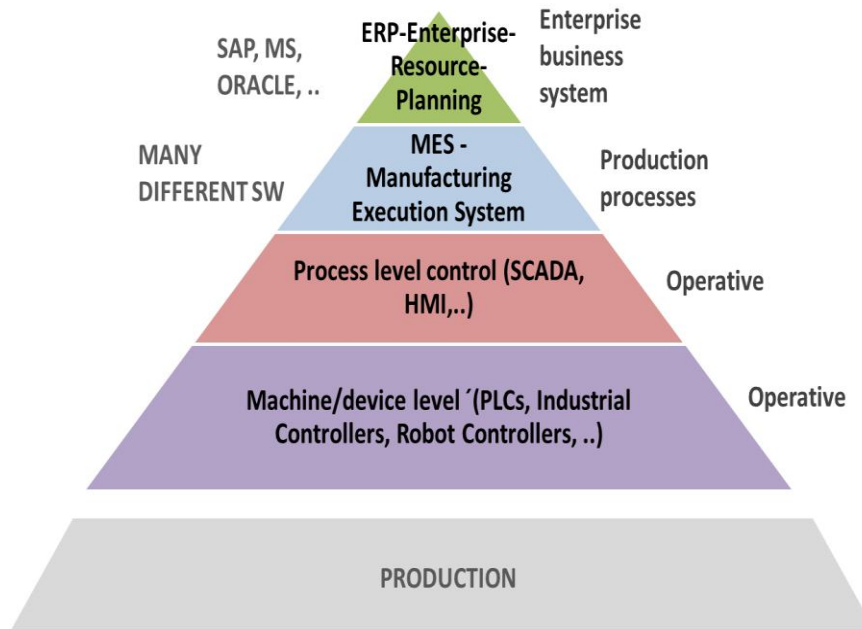 SAP, MS,
ORACLE, ..
ERP-Enterprise-
Resource-
Planning
Enterprise
business
system
MANY
DIFFERENT SW
MES -
Manufacturing
Execution System
Production
processes
Process level control (SCADA,
HMI,..)
Operative
Machine/device level ´(PLCs, Industrial
Controllers, Robot Controllers, ..)
Operative
PRODUCTION